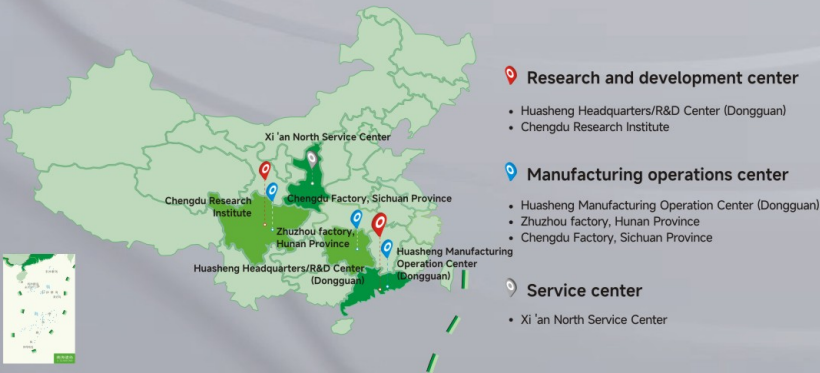 Xi 'an North Service Center
Chengdu Research
Institute
Chengdu Factory, Sichuan Province
Zhuzhou factory,
Hunan Province
Huasheng Headquarters/R&D Center
(Dongguan)
Huasheng Manufacturing
Operation Center
(Dongguan)
Research and development center
• Huasheng Headquarters/R&D Center (Dongguan)
• Chengdu Research Institute
Manufacturing operations center
• Huasheng Manufacturing Operation Center (Dongguan)
• Zhuzhou factory, Hunan Province
• Chengdu Factory, Sichuan Province
Service center
• Xi 'an North Service Center